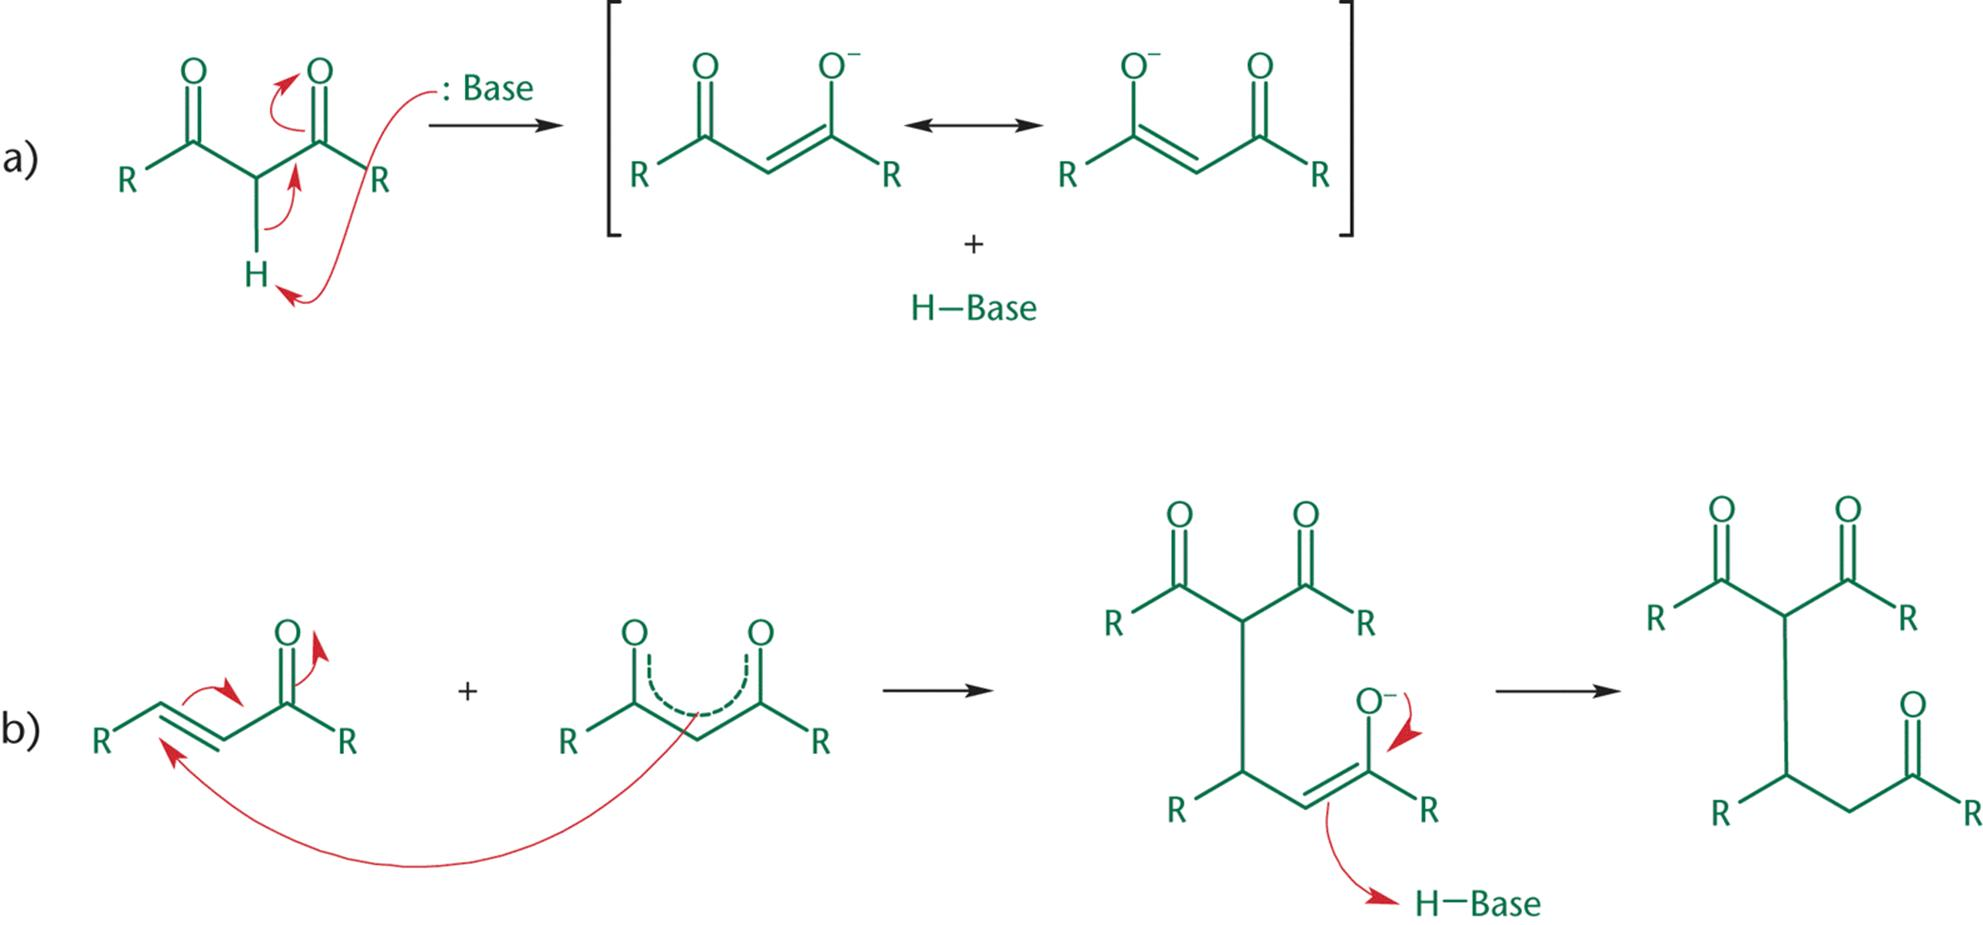 O O : Base O O⁻ O⁻ O
a) R R R R R R
H
+
H–Base
O O O O
O O O
O⁻ O
R R R R
b) R R + R R
R R R R
H–Base